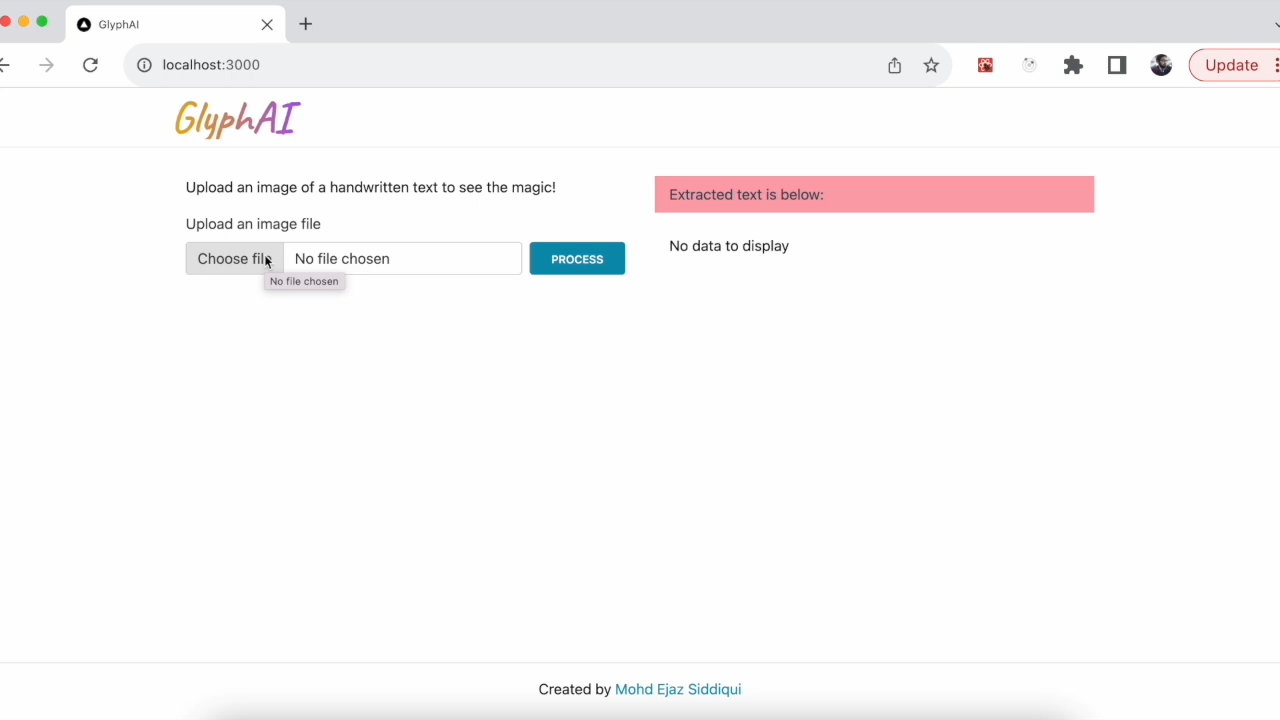 GlyphAI
localhost:3000
Update
GlyphAI
Upload an image of a handwritten text to see the magic!
Upload an image file
Choose file No file chosen
PROCESS
No file chosen
Extracted text is below:
No data to display
Created by Mohd Ejaz Siddiqui